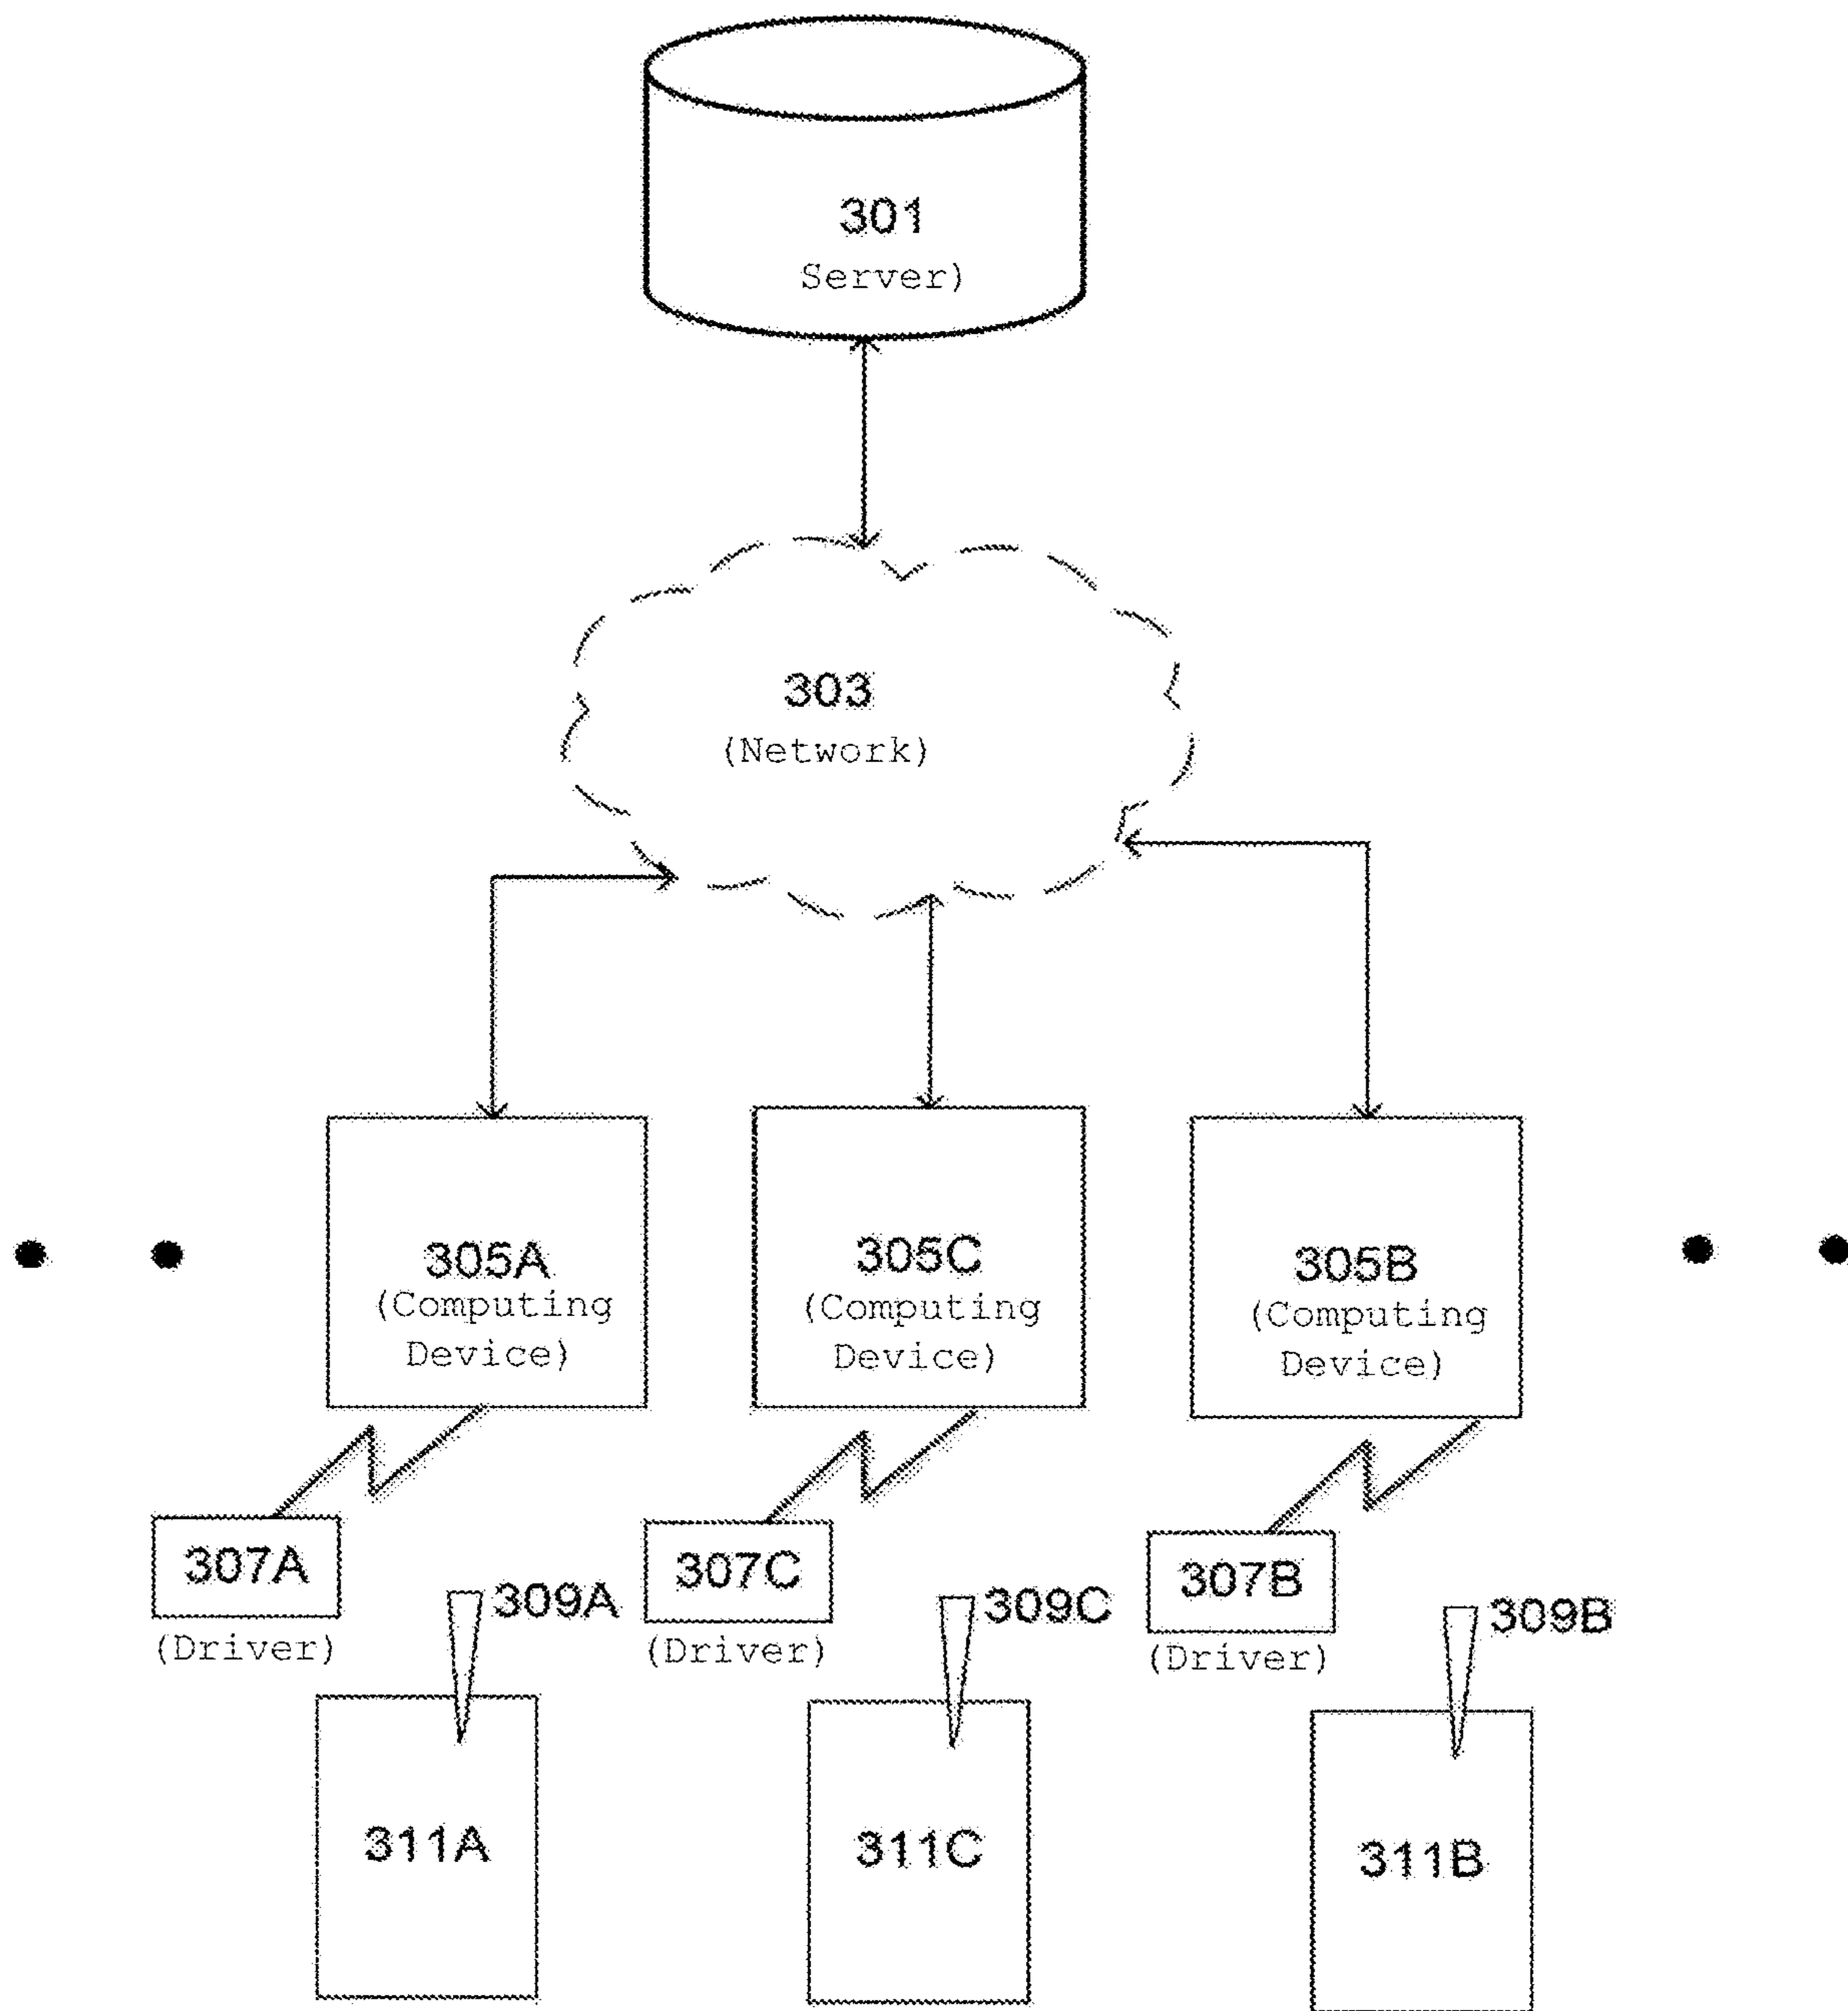 301
Server)
303
(Network)
305A
(Computing
Device)
305C
(Computing
Device)
305B
(Computing
Device)
307A
(Driver)
309A
307C
(Driver)
309C
307B
(Driver)
309B
311A
311C
311B